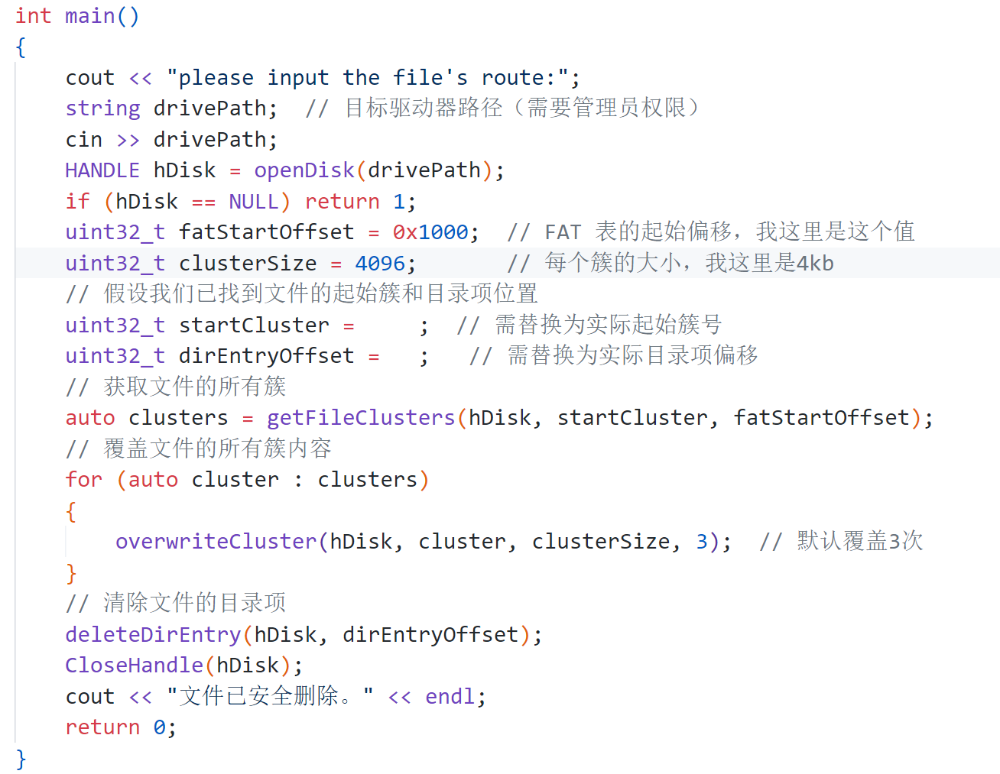 int main()
{
    cout << "please input the file's route:";
    string drivePath;  // 目标驱动器路径（需要管理员权限）
    cin >> drivePath;
    HANDLE hDisk = openDisk(drivePath);
    if (hDisk == NULL) return 1;
    uint32_t fatStartOffset = 0x1000;  // FAT 表的起始偏移，我这里是这个值
    uint32_t clusterSize = 4096;       // 每个簇的大小，我这里是4kb
    // 假设我们已找到文件的起始簇和目录项位置
    uint32_t startCluster =     ;  // 需替换为实际起始簇号
    uint32_t dirEntryOffset =   ;   // 需替换为实际目录项偏移
    // 获取文件的所有簇
    auto clusters = getFileClusters(hDisk, startCluster, fatStartOffset);
    // 覆盖文件的所有簇内容
    for (auto cluster : clusters)
    {
        overwriteCluster(hDisk, cluster, clusterSize, 3);  // 默认覆盖3次
    }
    // 清除文件的目录项
    deleteDirEntry(hDisk, dirEntryOffset);
    CloseHandle(hDisk);
    cout << "文件已安全删除。" << endl;
    return 0;
}